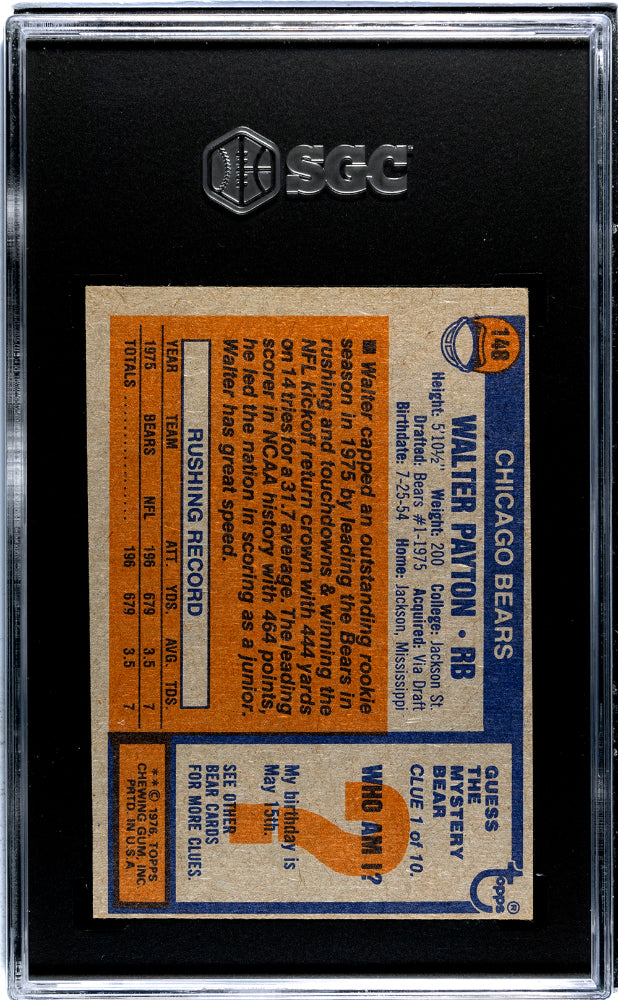 SGC
148
CHICAGO BEARS
WALTER PAYTON • RB
Height: 5'10½" Weight: 200 College: Jackson St.
Drafted: Bears #1-1975 Acquired: Via Draft
Birthdate: 7-25-54 Home: Jackson, Mississippi
Walter capped an outstanding rookie
season in 1975 by leading the Bears in
rushing and touchdowns & winning the
NFL kickoff return crown with 444 yards
on 14 tries for a 31.7 average. The leading
scorer in NCAA history with 464 points,
he led the nation in scoring as a junior.
Walter has great speed.
RUSHING RECORD
YEAR TEAM ATT. YDS. AVG. TDS.
1975 BEARS NFL 196 679 3.5 7
TOTALS ............ 196 679 3.5 7
topps®
GUESS
THE
MYSTERY
BEAR
CLUE 1 of 10.
?
WHO AM I?
My birthday is
May 15th.
SEE OTHER
BEAR CARDS
FOR MORE CLUES.
** © 1976, TOPPS
CHEWING GUM, INC
PRTD. IN U.S.A